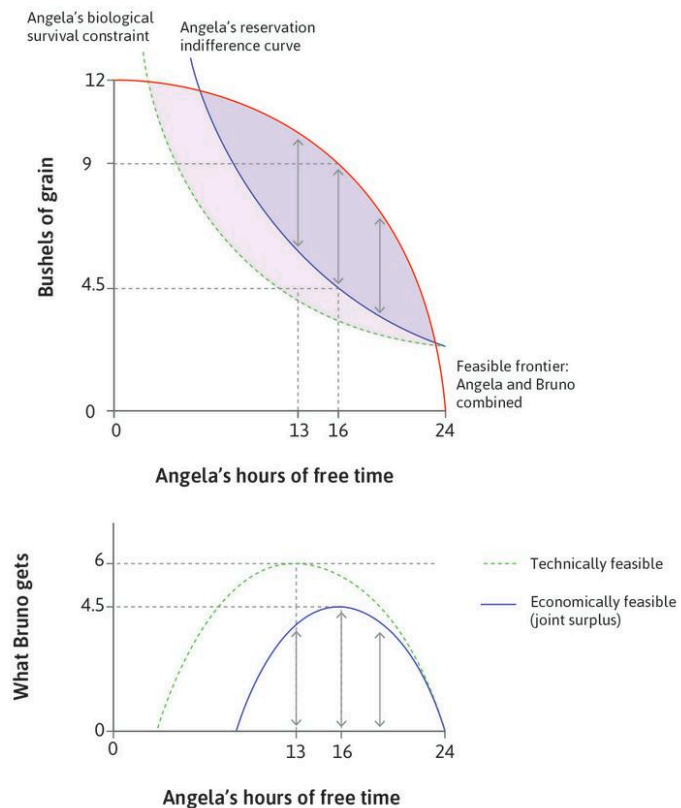 Angela's biological
survival constraint
Angela's reservation
indifference curve
12
9
4.5
0
Bushels of grain
0
13
16
24
Feasible frontier:
Angela and Bruno
combined
Angela's hours of free time
6
4.5
0
What Bruno gets
Technically feasible
Economically feasible
(joint surplus)
0
13
16
24
Angela's hours of free time